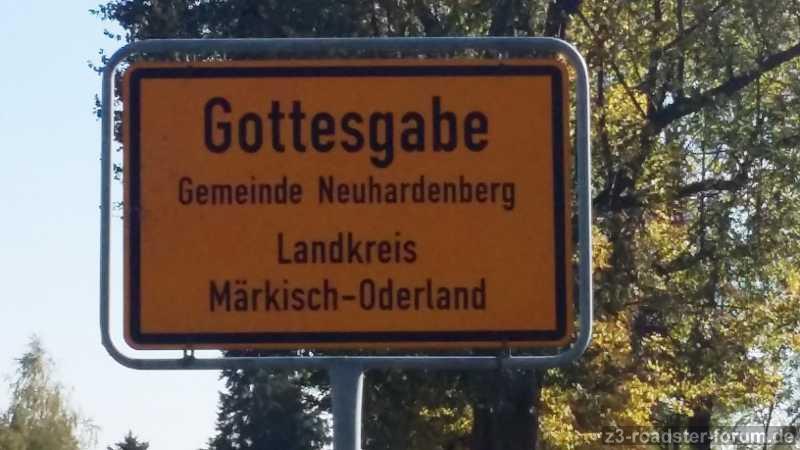 Gottesgabe
Gemeinde Neuhardenberg
Landkreis
Märkisch-Oderland
z3-roadster-forum.de